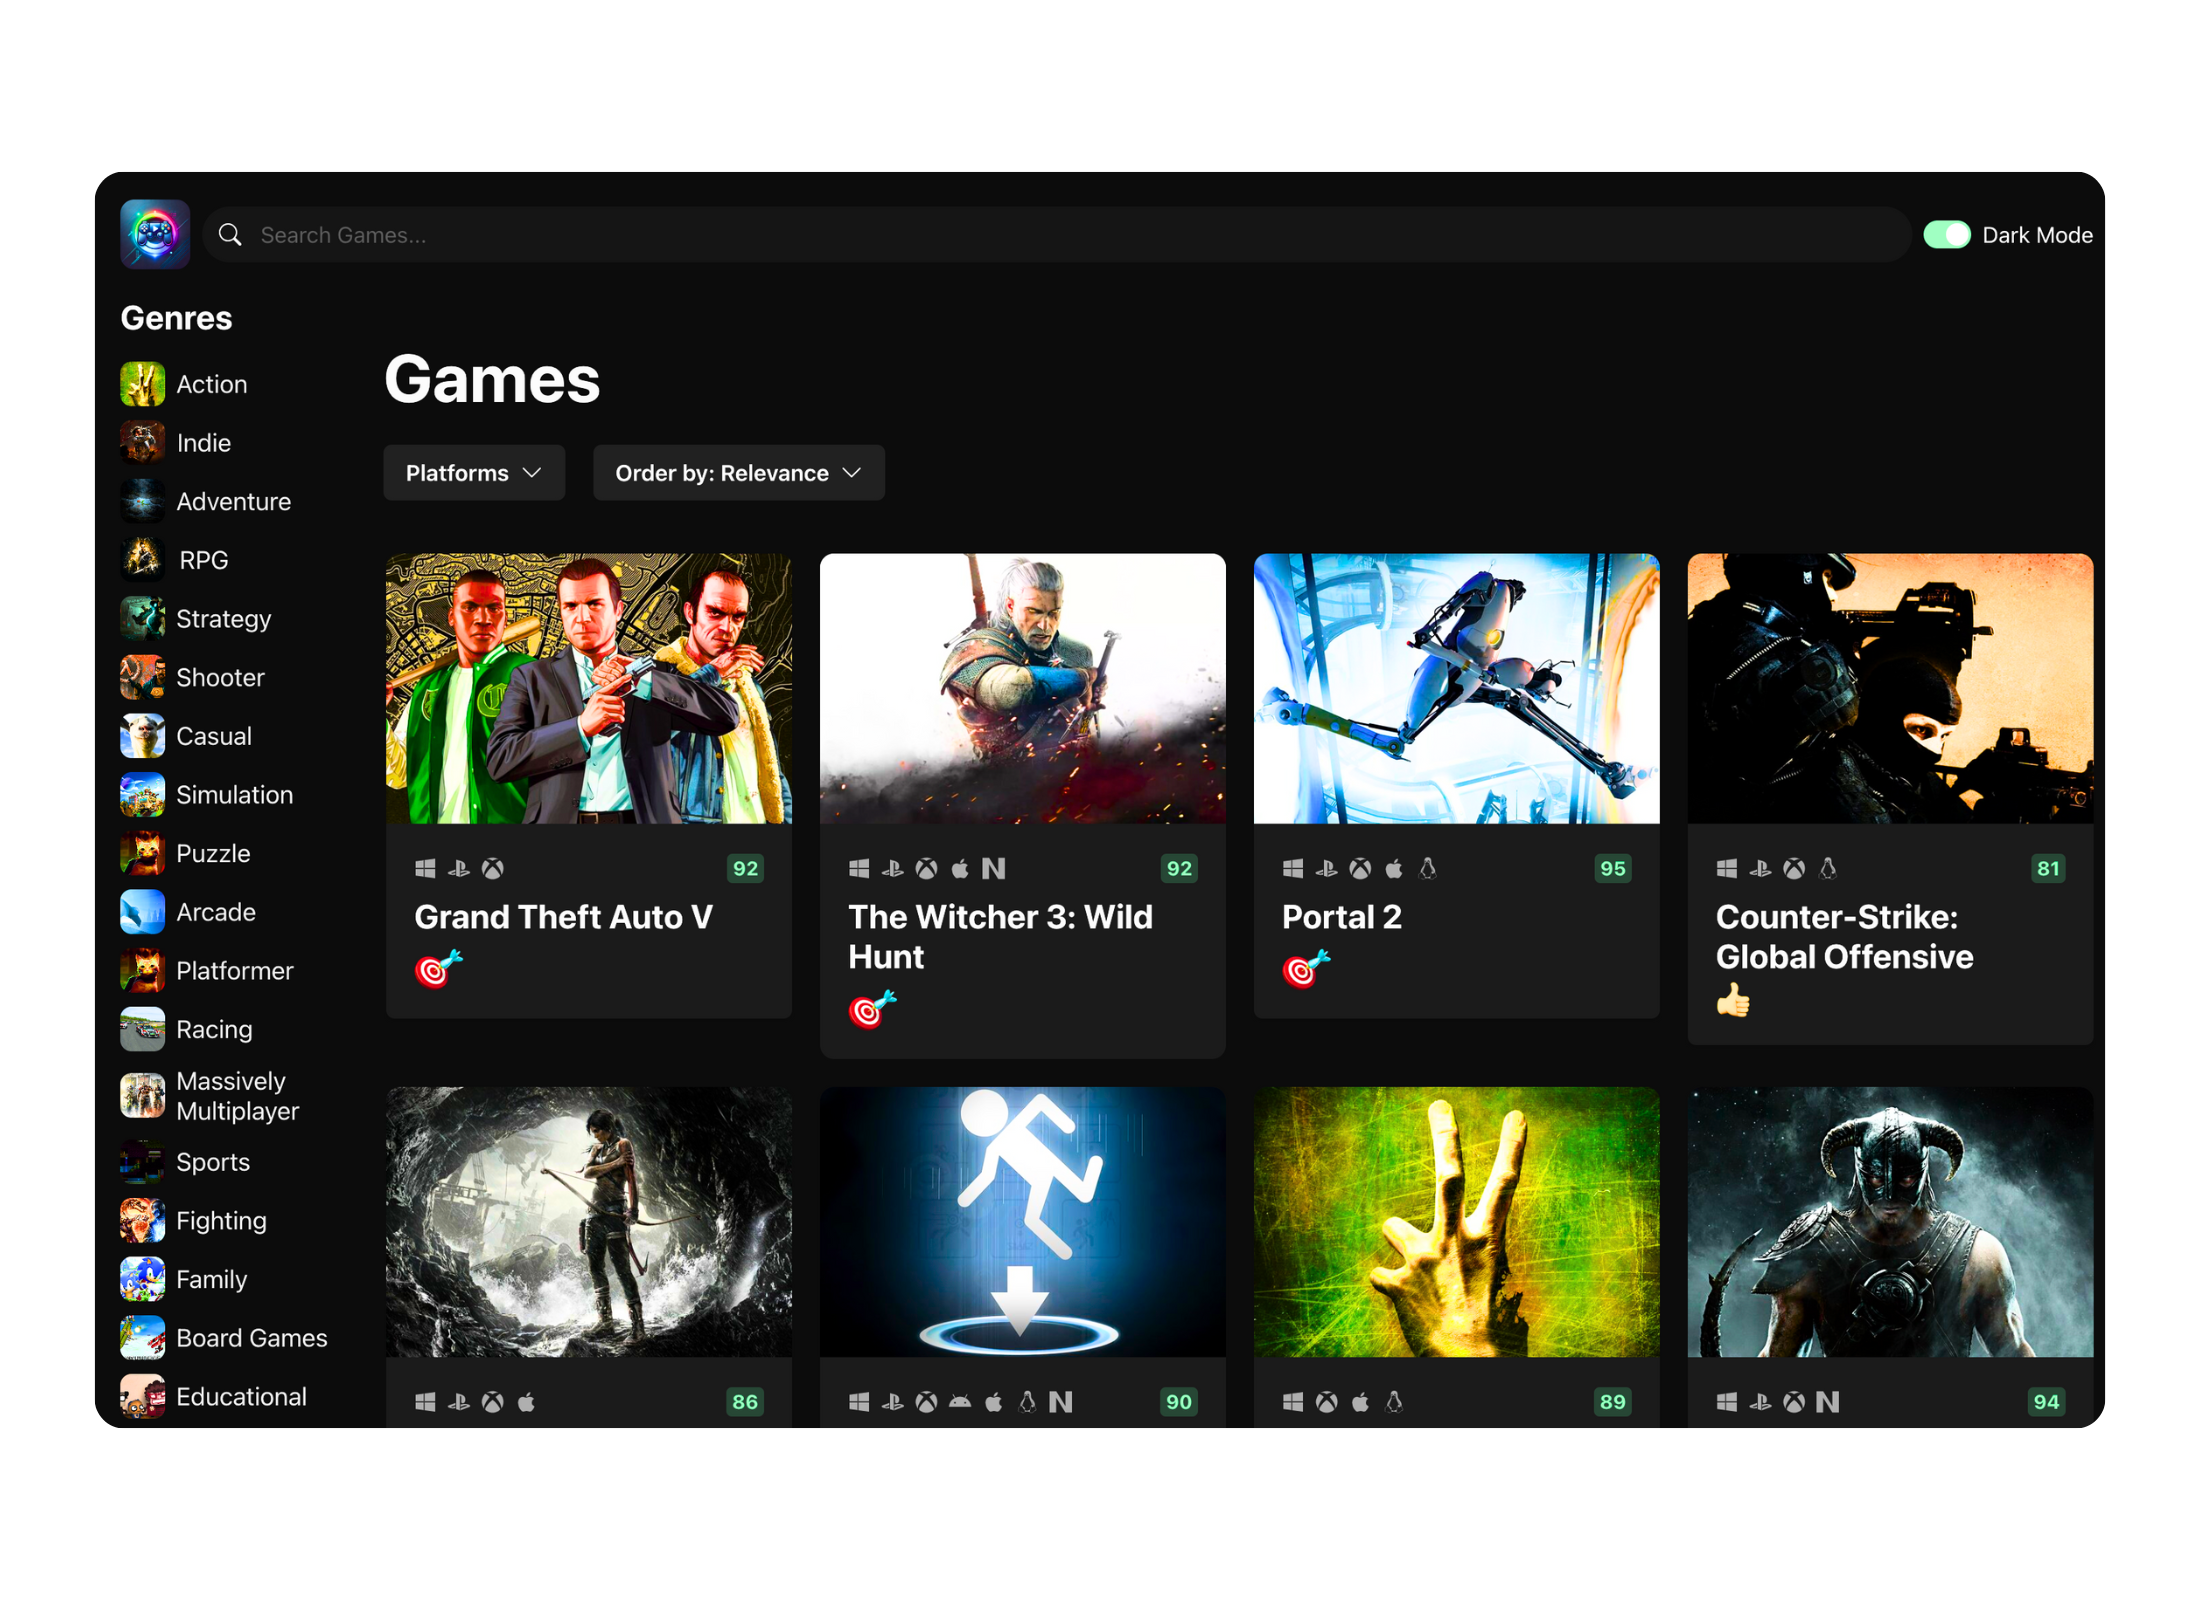 Search Games...
Dark Mode
Genres
Action
Indie
Adventure
RPG
Strategy
Shooter
Casual
Simulation
Puzzle
Arcade
Platformer
Racing
Massively
Multiplayer
Sports
Fighting
Family
Board Games
Educational
Games
Platforms
Order by: Relevance
92
Grand Theft Auto V
92
The Witcher 3: Wild
Hunt
95
Portal 2
81
Counter-Strike:
Global Offensive
86
90
89
94